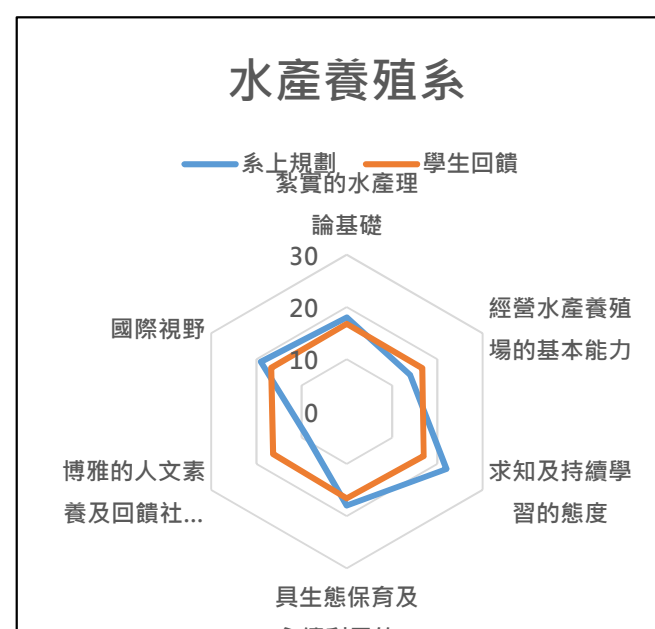 水產養殖系
系上規劃 學生回饋
紮實的水產理
論基礎
30
20
10
0
經營水產養殖
場的基本能力
求知及持續學
習的態度
具生態保育及
博雅的人文素
養及回饋社...
國際視野